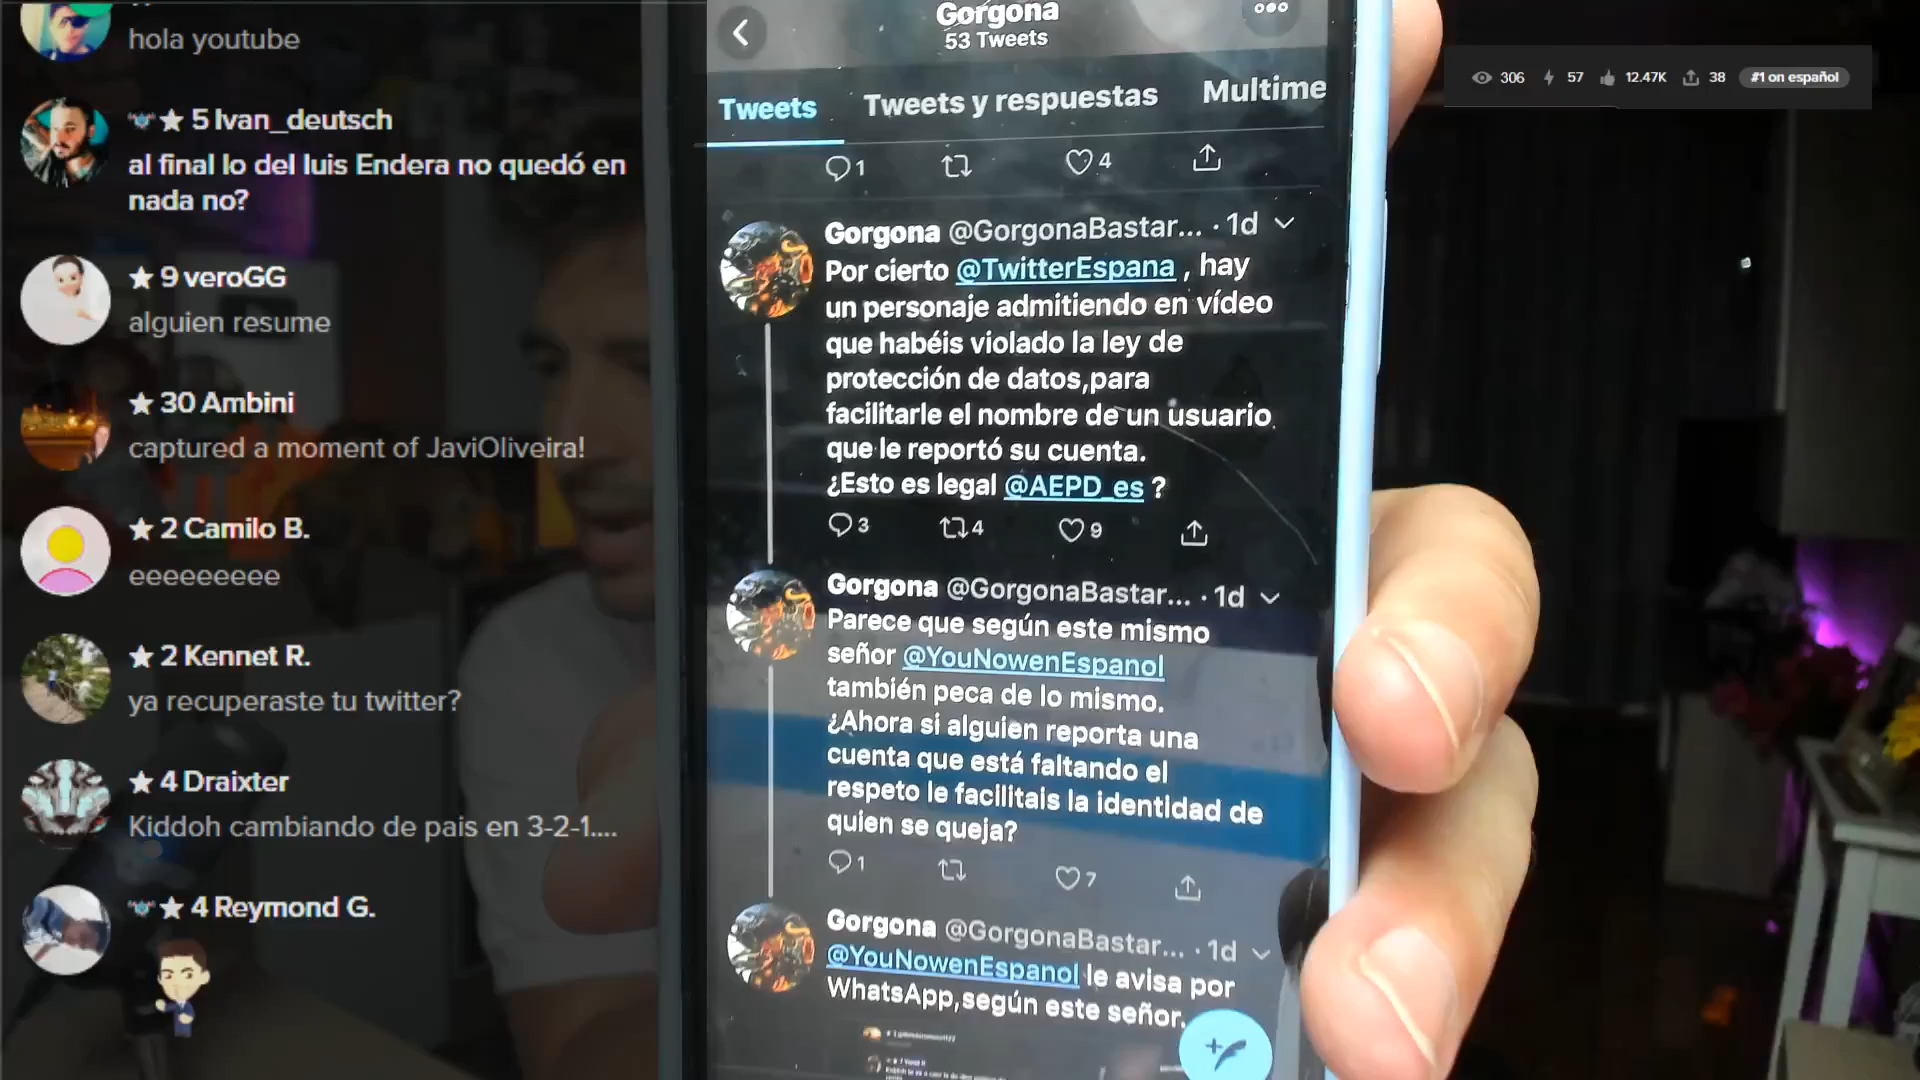 hola youtube
5 Ivan_deutsch
al final lo del luis Endera no quedó en
nada no?
9 veroGG
alguien resume
30 Ambini
captured a moment of JaviOliveira!
2 Camilo B.
eeeeeeeee
2 Kennet R.
ya recuperaste tu twitter?
4 Draixter
Kiddoh cambiando de pais en 3-2-1....
4 Reymond G.
Gorgona
53 Tweets
Tweets Tweets y respuestas Multime
1 4
Gorgona @GorgonaBastar... · 1d
Por cierto @TwitterEspana , hay
un personaje admitiendo en vídeo
que habéis violado la ley de
protección de datos,para
facilitarle el nombre de un usuario
que le reportó su cuenta.
¿Esto es legal @AEPD_es ?
3 4 9
Gorgona @GorgonaBastar... · 1d
Parece que según este mismo
señor @YouNowenEspanol
también peca de lo mismo.
¿Ahora si alguien reporta una
cuenta que está faltando el
respeto le facilitais la identidad de
quien se queja?
1 7
Gorgona @GorgonaBastar... · 1d
@YouNowenEspanol le avisa por
WhatsApp,según este señor.
306 57 12.47K 38 #1 on español